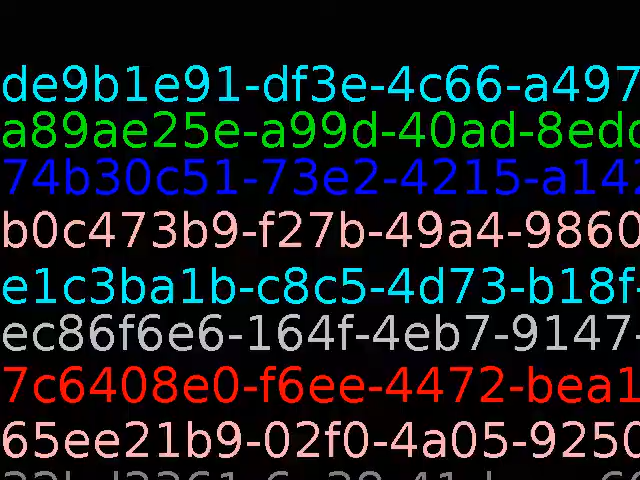 de9b1e91-df3e-4c66-a497
a89ae25e-a99d-40ad-8edc
74b30c51-73e2-4215-a142
b0c473b9-f27b-49a4-9860
e1c3ba1b-c8c5-4d73-b18f-
ec86f6e6-164f-4eb7-9147-
7c6408e0-f6ee-4472-bea1
65ee21b9-02f0-4a05-9250